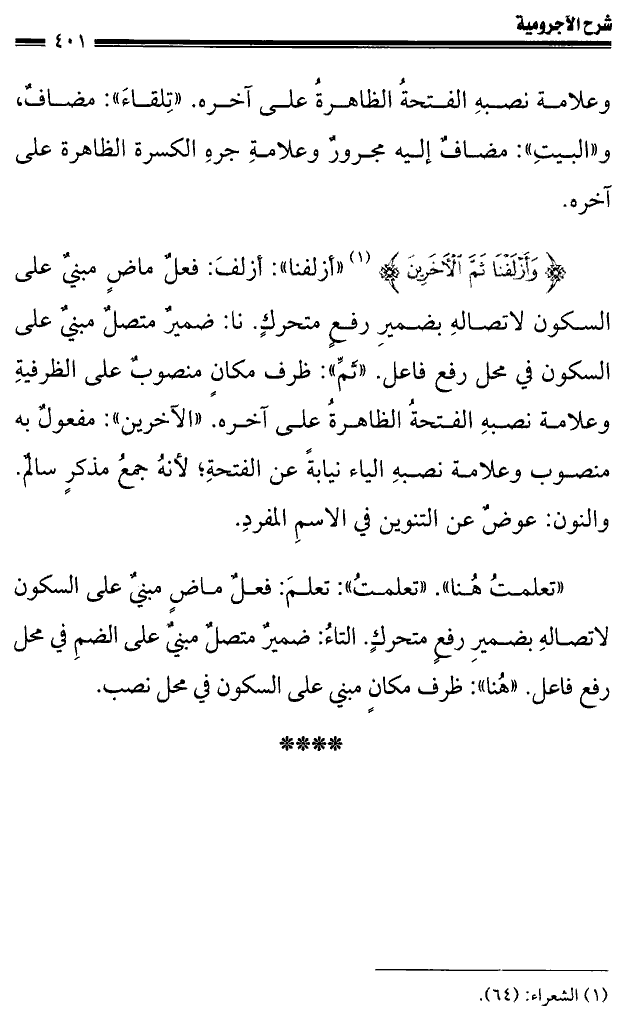 شرح الآجرومية
٤٠١
وعلامة نصبهِ الفتحةُ الظاهرةُ على آخره. «تِلقاءَ»: مضافٌ،
و«البيتِ»: مضافٌ إليه مجرورٌ وعلامةِ جرهِ الكسرة الظاهرة على
آخره.
﴿ وَأَزْلَفْنَا ثَمَّ ٱلْآخَرِينَ ﴾ (١) «أزلفنا»: أزلفَ: فعلٌ ماضٍ مبنيٌ على
السكون لاتصالهِ بضميرِ رفعٍ متحركٍ. نا: ضميرٌ متصلٌ مبنيٌ على
السكون في محل رفع فاعل. «ثَمَّ»: ظرف مكانٍ منصوبٌ على الظرفيةِ
وعلامة نصبهِ الفتحةُ الظاهرةُ على آخره. «الآخرين»: مفعولٌ به
منصوب وعلامة نصبهِ الياء نيابةً عن الفتحةِ؛ لأنهُ جمعُ مذكرٍ سالمٌ.
والنون: عوضٌ عن التنوين في الاسمِ المفردِ.
«تعلمتُ هُنا». «تعلمتُ»: تعلمَ: فعلٌ ماضٍ مبنيٌ على السكون
لاتصالهِ بضميرِ رفعٍ متحركٍ. التاءُ: ضميرٌ متصلٌ مبنيٌ على الضمِ في محل
رفع فاعل. «هُنا»: ظرف مكانٍ مبني على السكون في محل نصب.
****
(١) الشعراء: (٦٤).